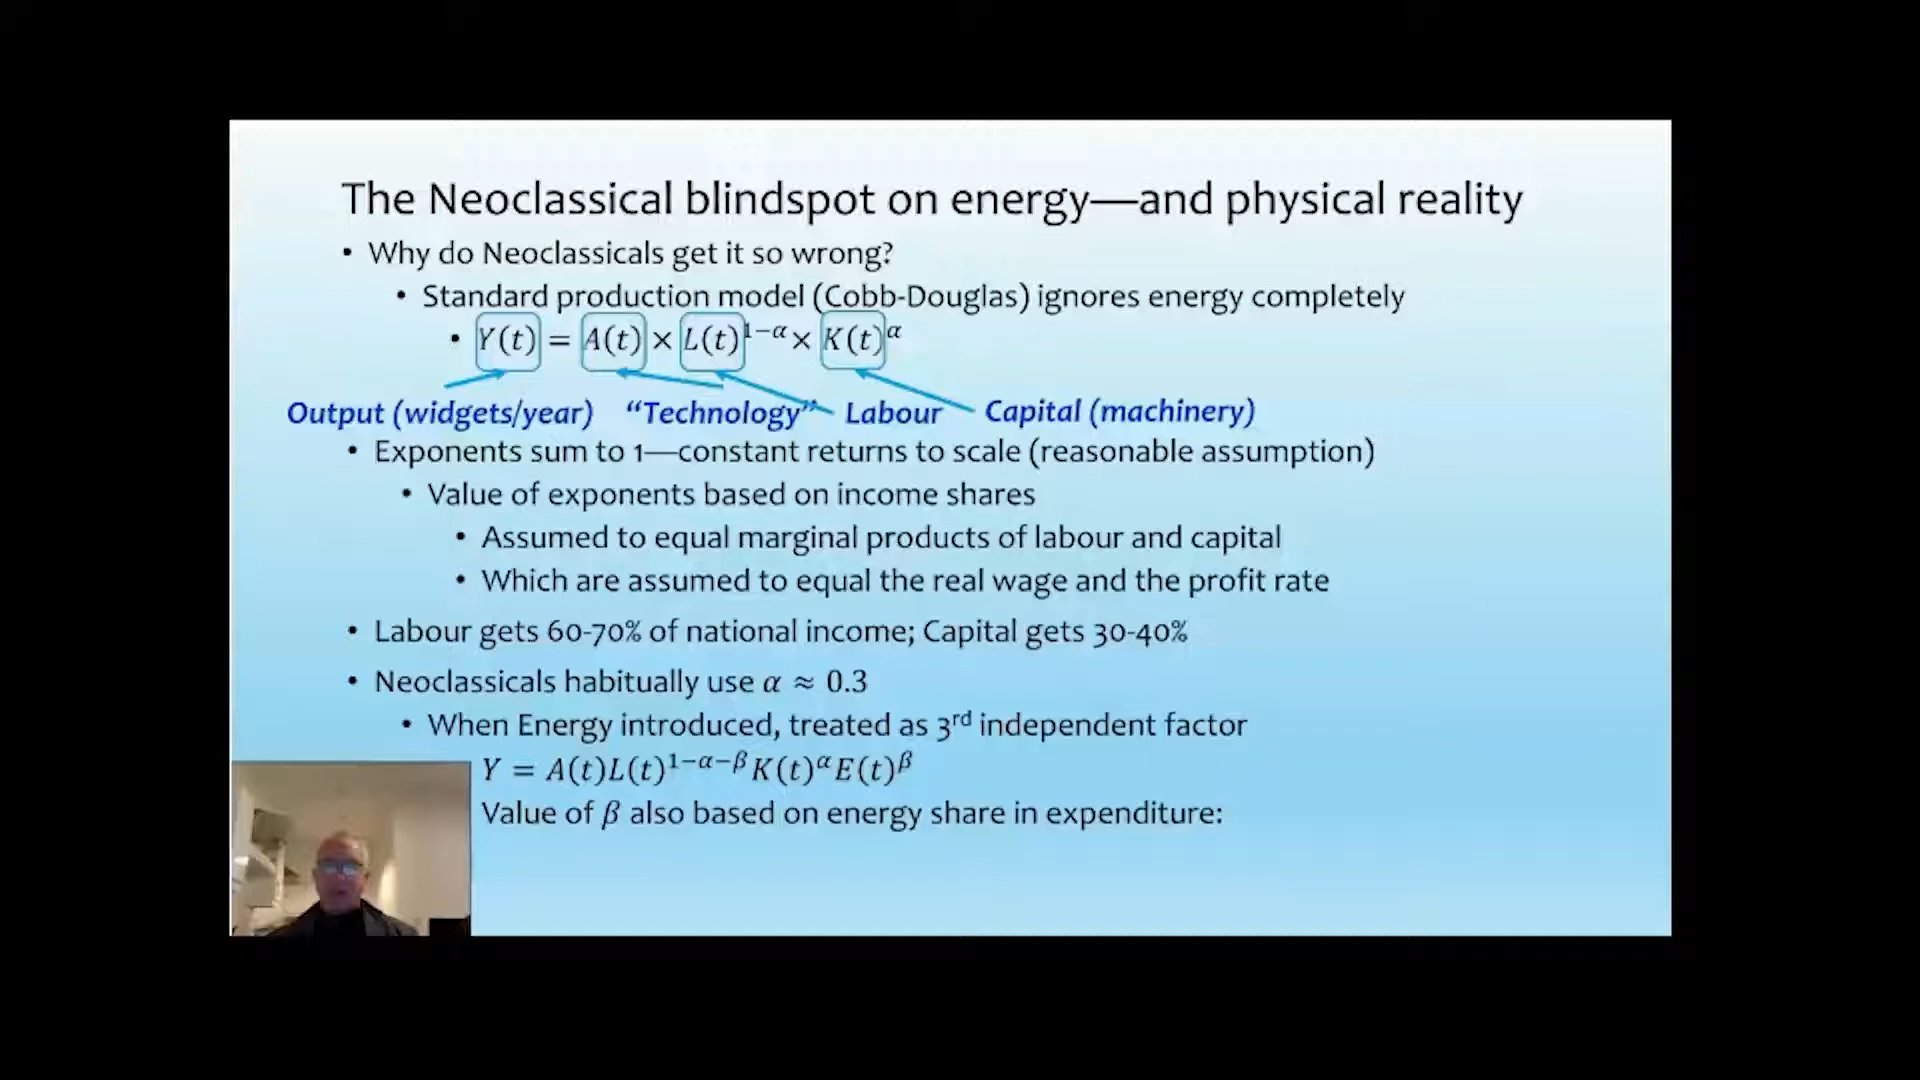 The Neoclassical blindspot on energy—and physical reality
• Why do Neoclassicals get it so wrong?
• Standard production model (Cobb-Douglas) ignores energy completely
• Y(t) = A(t) × L(t)^{1−α} × K(t)^{α}
Output (widgets/year) “Technology” Labour Capital (machinery)
• Exponents sum to 1—constant returns to scale (reasonable assumption)
• Value of exponents based on income shares
• Assumed to equal marginal products of labour and capital
• Which are assumed to equal the real wage and the profit rate
• Labour gets 60-70% of national income; Capital gets 30-40%
• Neoclassicals habitually use α ≈ 0.3
• When Energy introduced, treated as 3rd independent factor
Y = A(t)L(t)^{1−α−β}K(t)^{α}E(t)^{β}
Value of β also based on energy share in expenditure: